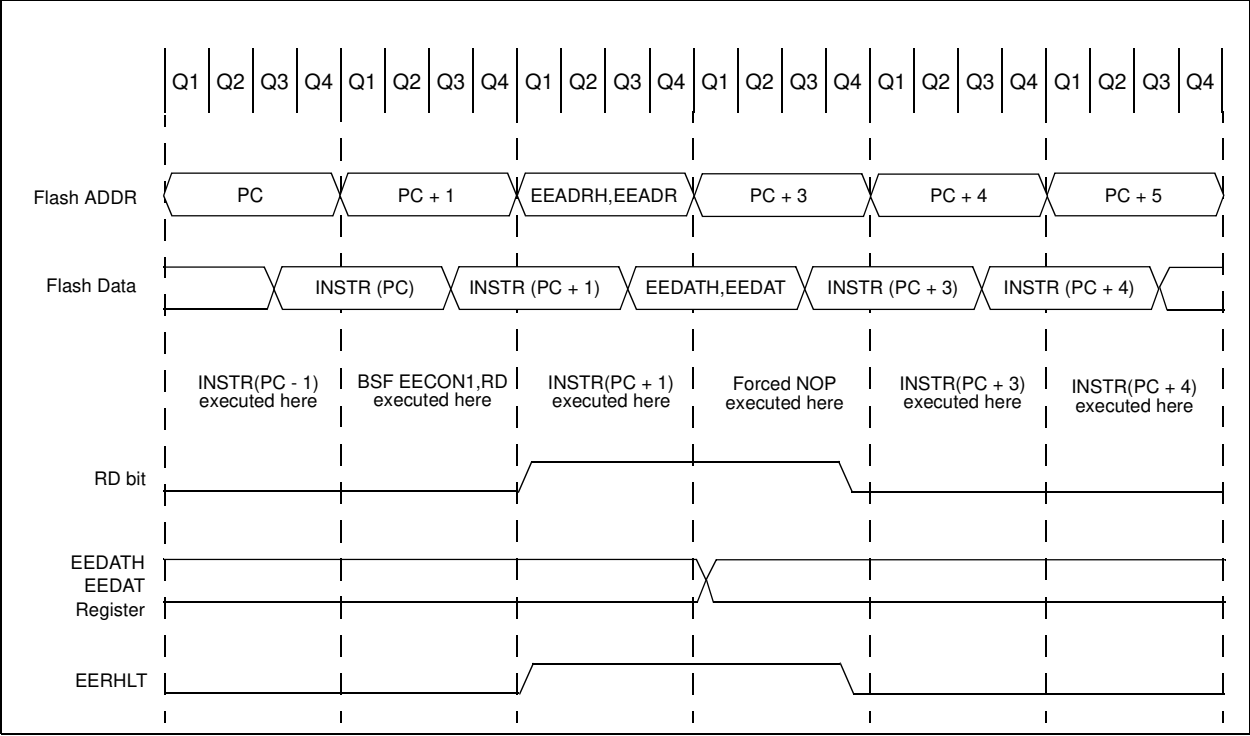 Q1 Q2 Q3 Q4 Q1 Q2 Q3 Q4 Q1 Q2 Q3 Q4 Q1 Q2 Q3 Q4 Q1 Q2 Q3 Q4 Q1 Q2 Q3 Q4
Flash ADDR PC PC + 1 EEADRH,EEADR PC + 3 PC + 4 PC + 5
Flash Data INSTR (PC) INSTR (PC + 1) EEDATH,EEDAT INSTR (PC + 3) INSTR (PC + 4)
INSTR(PC - 1) BSF EECON1,RD INSTR(PC + 1) Forced NOP INSTR(PC + 3) INSTR(PC + 4)
executed here executed here executed here executed here executed here executed here
RD bit
EEDATH
EEDAT
Register
EERHLT